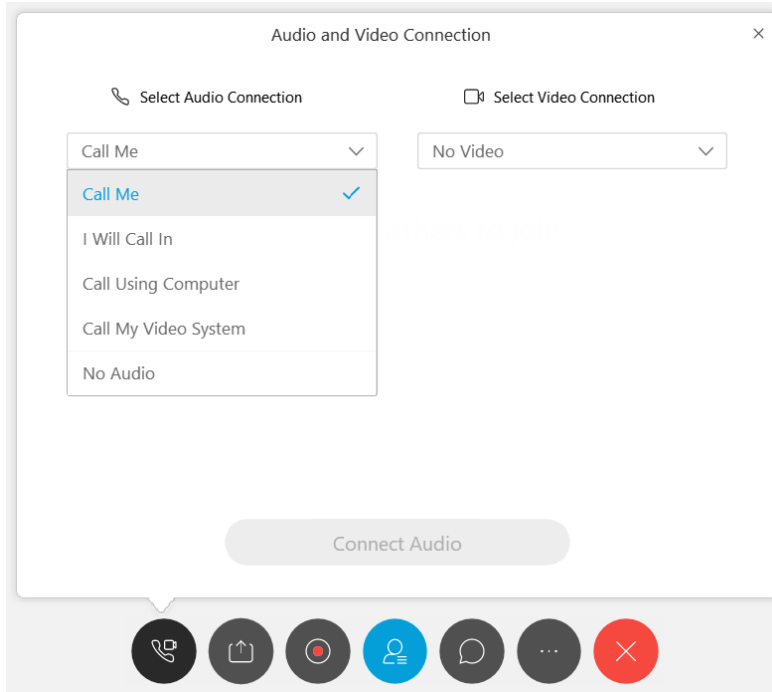 Audio and Video Connection
Select Audio Connection
Select Video Connection
Call Me
No Video
Call Me
I Will Call In
Call Using Computer
Call My Video System
No Audio
Connect Audio